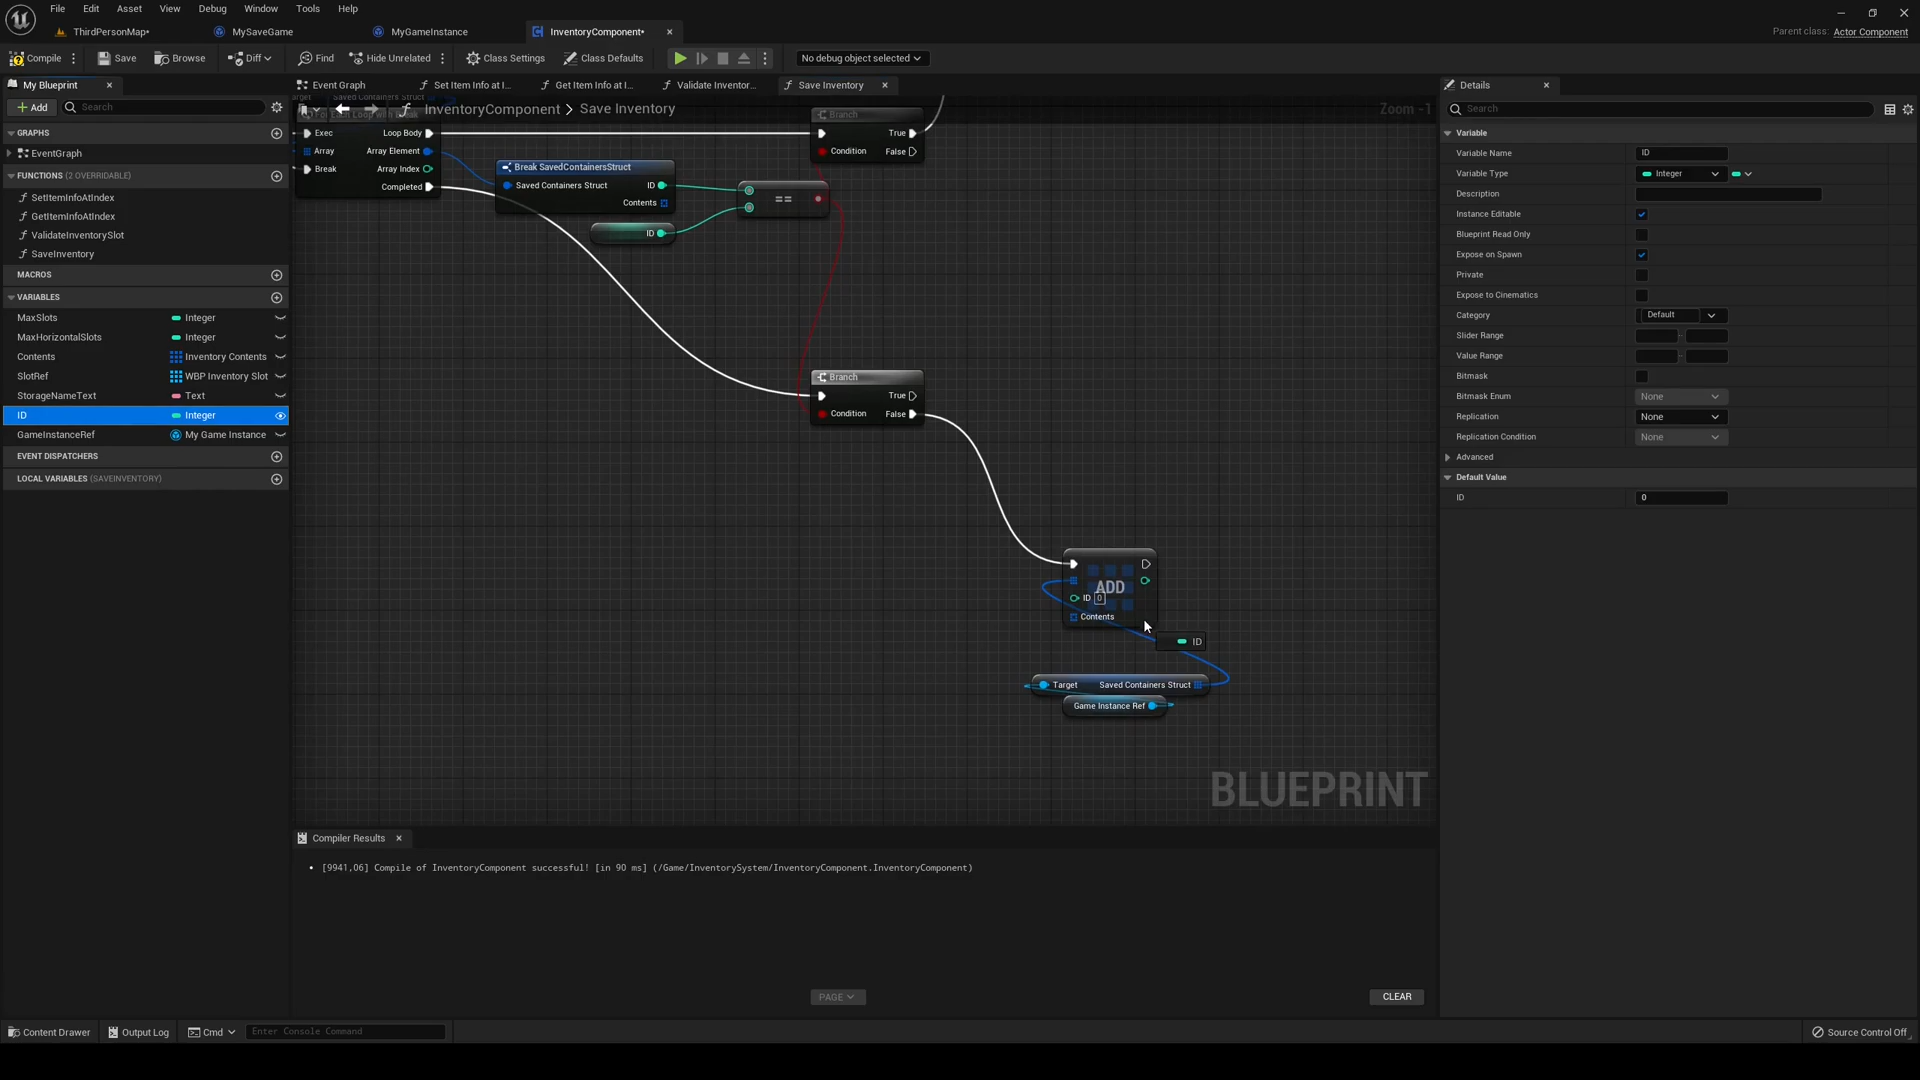 File Edit Asset View Debug Window Tools Help
ThirdPersonMap* MySaveGame MyGameInstance InventoryComponent*
Parent class: Actor Component
Compile Save Browse Diff Find Hide Unrelated Class Settings Class Defaults No debug object selected
My Blueprint
Add Search
GRAPHS
EventGraph
FUNCTIONS (2 OVERRIDABLE)
SetItemInfoAtIndex
GetItemInfoAtIndex
ValidateInventorySlot
SaveInventory
MACROS
VARIABLES
MaxSlots Integer
MaxHorizontalSlots Integer
Contents Inventory Contents
SlotRef WBP Inventory Slot
StorageNameText Text
ID Integer
GameInstanceRef My Game Instance
EVENT DISPATCHERS
LOCAL VARIABLES (SAVEINVENTORY)
Event Graph Set Item Info at I... Get Item Info at I... Validate Inventor... Save Inventory
InventoryComponent > Save Inventory
Zoom -1
Exec Loop Body
Array Array Element
Break Array Index
Completed
Break SavedContainersStruct
Saved Containers Struct ID
Contents
ID
==
Branch
True
Condition False
Branch
True
Condition False
ADD
ID 0
Contents
ID
Target Saved Containers Struct
Game Instance Ref
BLUEPRINT
Compiler Results
[9941,06] Compile of InventoryComponent successful! [in 90 ms] (/Game/InventorySystem/InventoryComponent.InventoryComponent)
PAGE
CLEAR
Details
Search
Variable
Variable Name ID
Variable Type Integer
Description
Instance Editable
Blueprint Read Only
Expose on Spawn
Private
Expose to Cinematics
Category Default
Slider Range
Value Range
Bitmask
Bitmask Enum None
Replication None
Replication Condition None
Advanced
Default Value
ID 0
Content Drawer Output Log Cmd Enter Console Command
Source Control Off